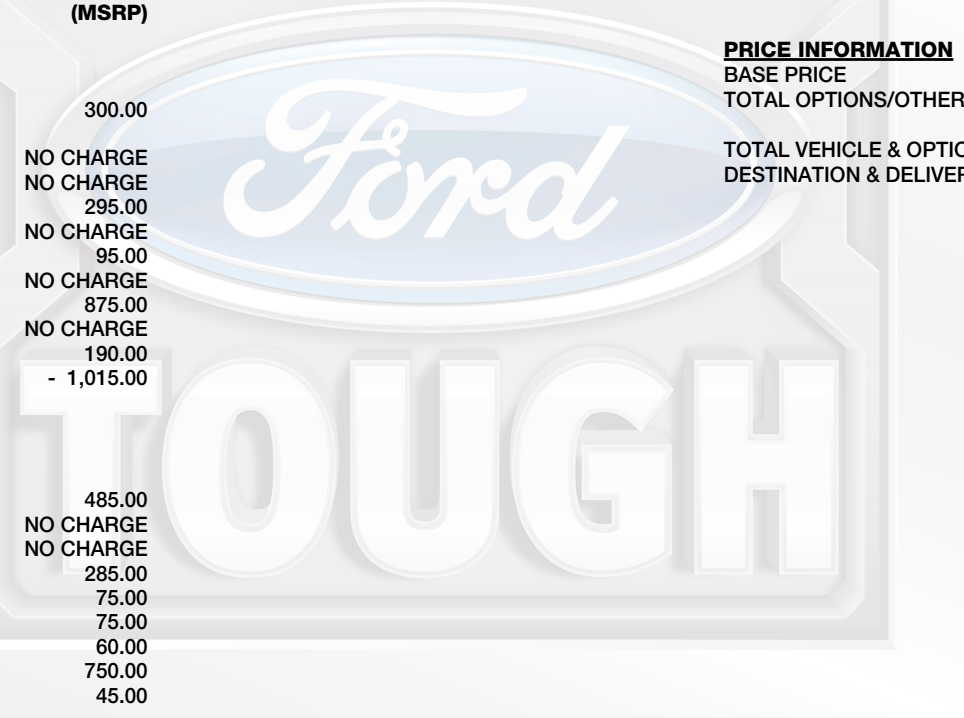 (MSRP)
300.00
NO CHARGE
NO CHARGE
295.00
NO CHARGE
95.00
NO CHARGE
875.00
NO CHARGE
190.00
- 1,015.00
485.00
NO CHARGE
NO CHARGE
285.00
75.00
75.00
60.00
750.00
45.00
PRICE INFORMATION
BASE PRICE
TOTAL OPTIONS/OTHER
TOTAL VEHICLE & OPTIO
DESTINATION & DELIVER
Ford
TOUGH